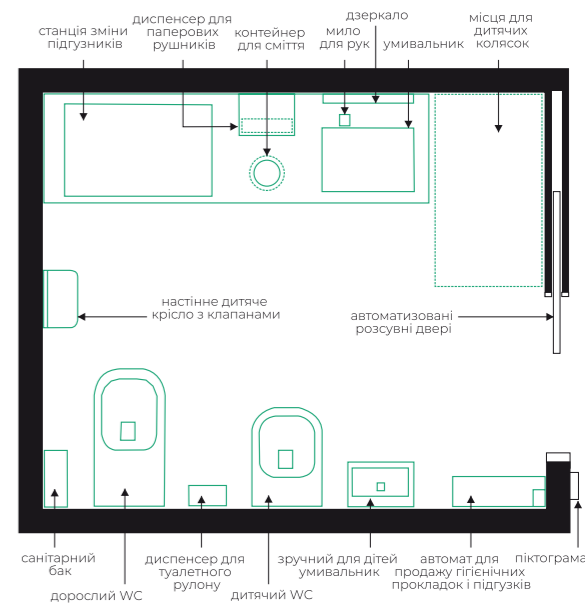 станція зміни
підгузників
диспенсер для
паперових
рушників
контейнер
для сміття
мило
для рук
дзеркало
умивальник
місця для
дитячих
колясок
настінне дитяче
крісло з клапанами
автоматизовані
розсувні двері
санітарний
бак
дорослий WC
диспенсер для
туалетного
рулону
дитячий WC
зручний для дітей
умивальник
автомат для
продажу гігієнічних
прокладок і підгузків
піктограма